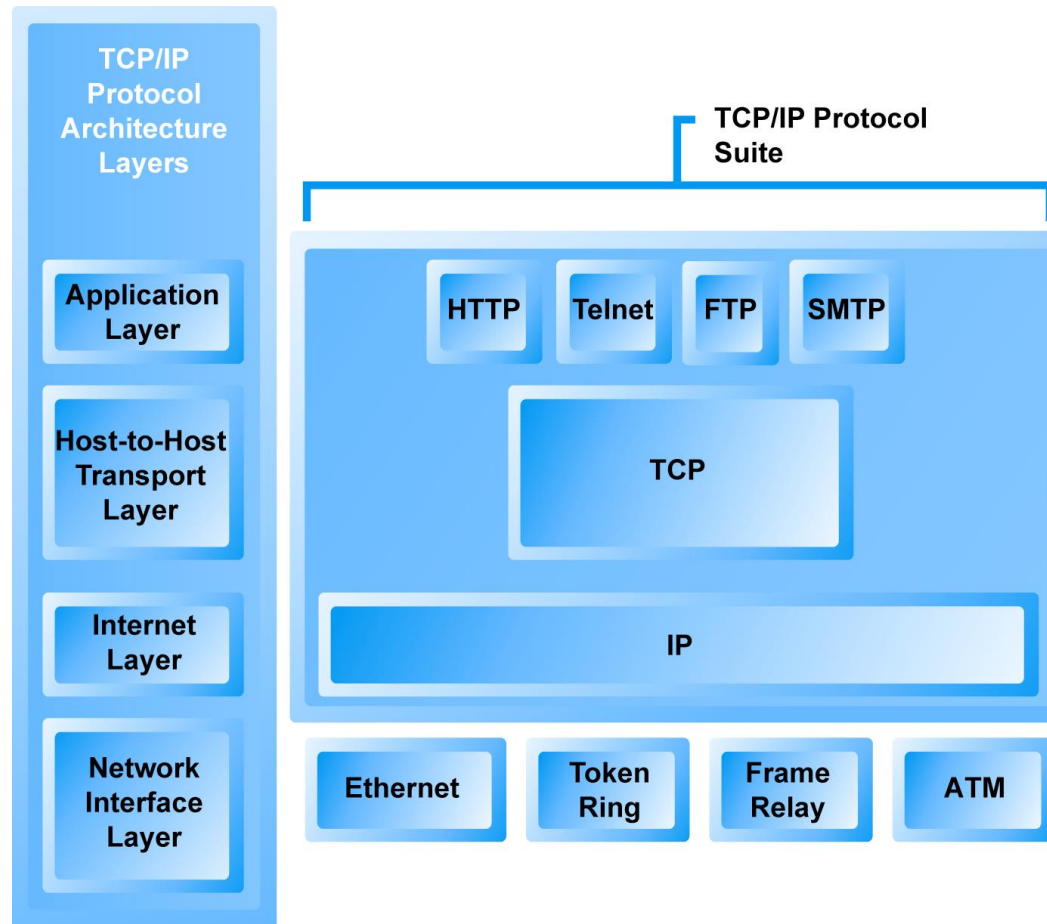 TCP/IP
Protocol
Architecture
Layers
TCP/IP Protocol
Suite
Application
Layer
HTTP
Telnet
FTP
SMTP
Host-to-Host
Transport
Layer
TCP
Internet
Layer
IP
Network
Interface
Layer
Ethernet
Token
Ring
Frame
Relay
ATM